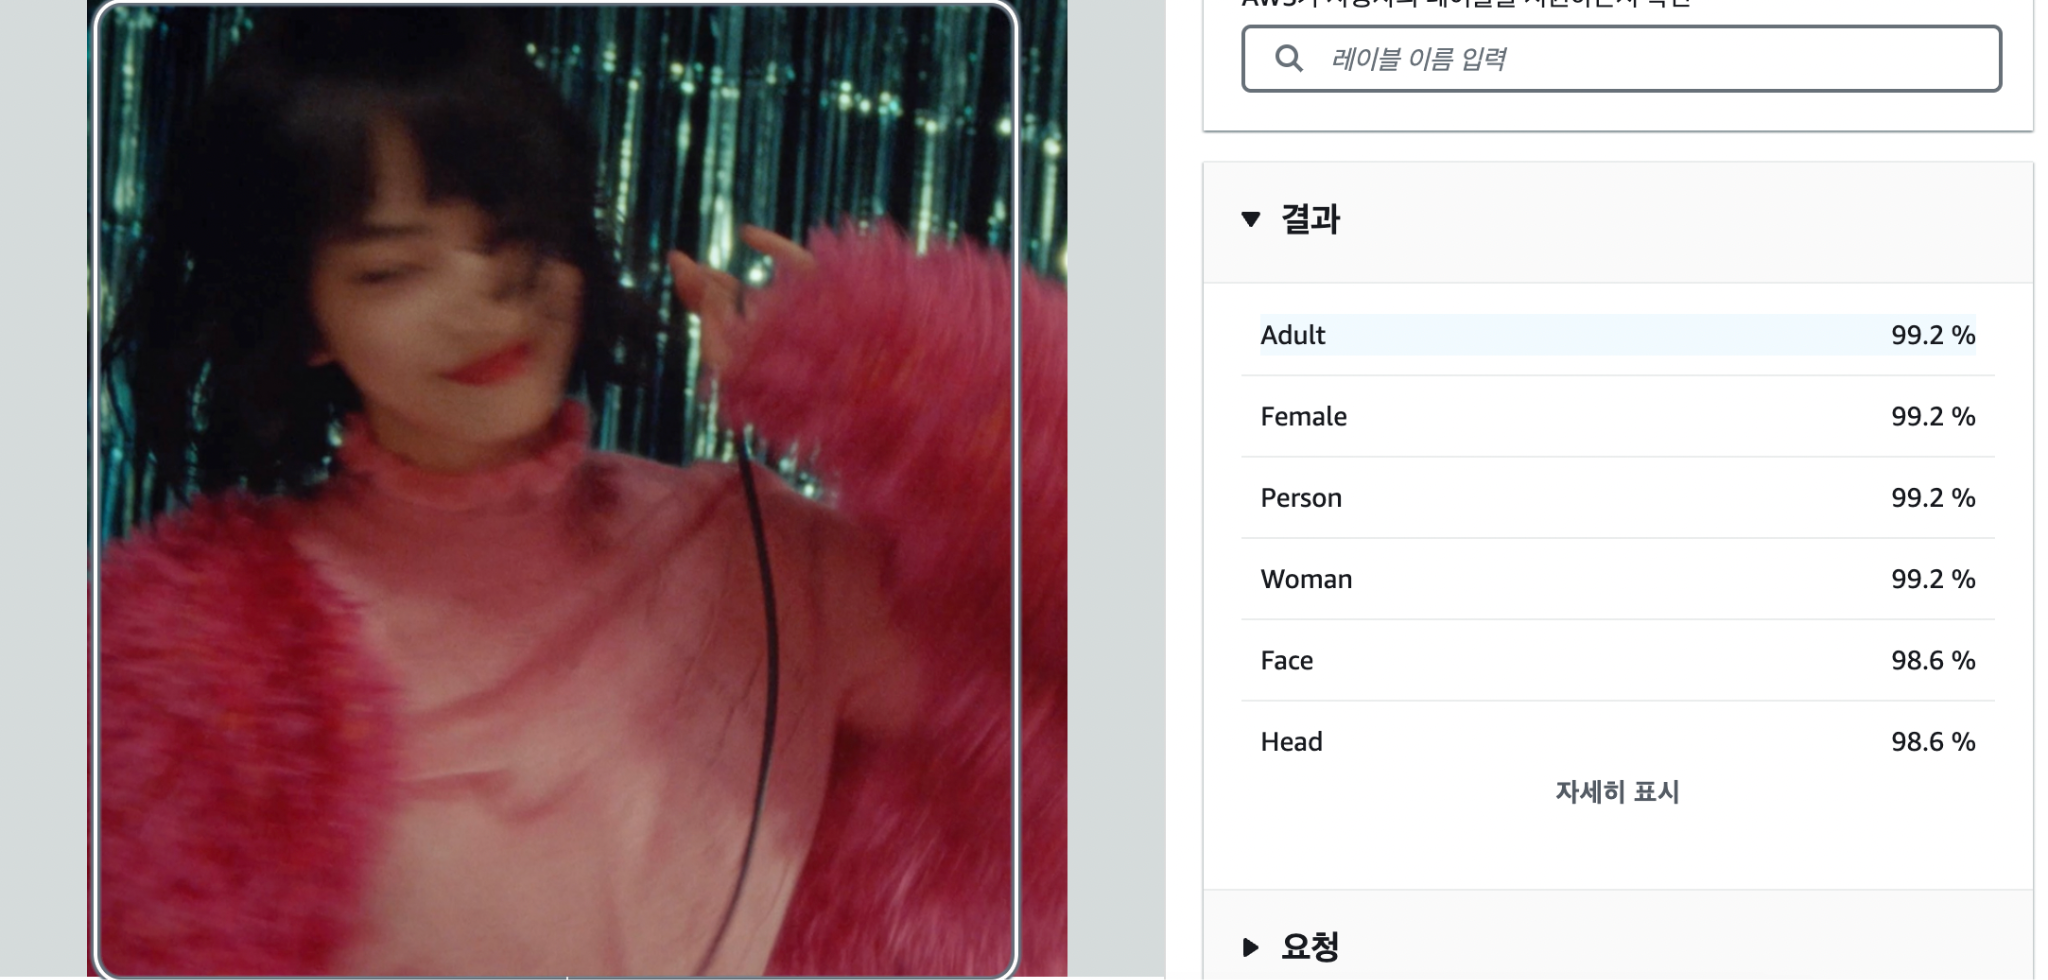 레이블 이름 입력
결과
Adult 99.2 %
Female 99.2 %
Person 99.2 %
Woman 99.2 %
Face 98.6 %
Head 98.6 %
자세히 표시
요청